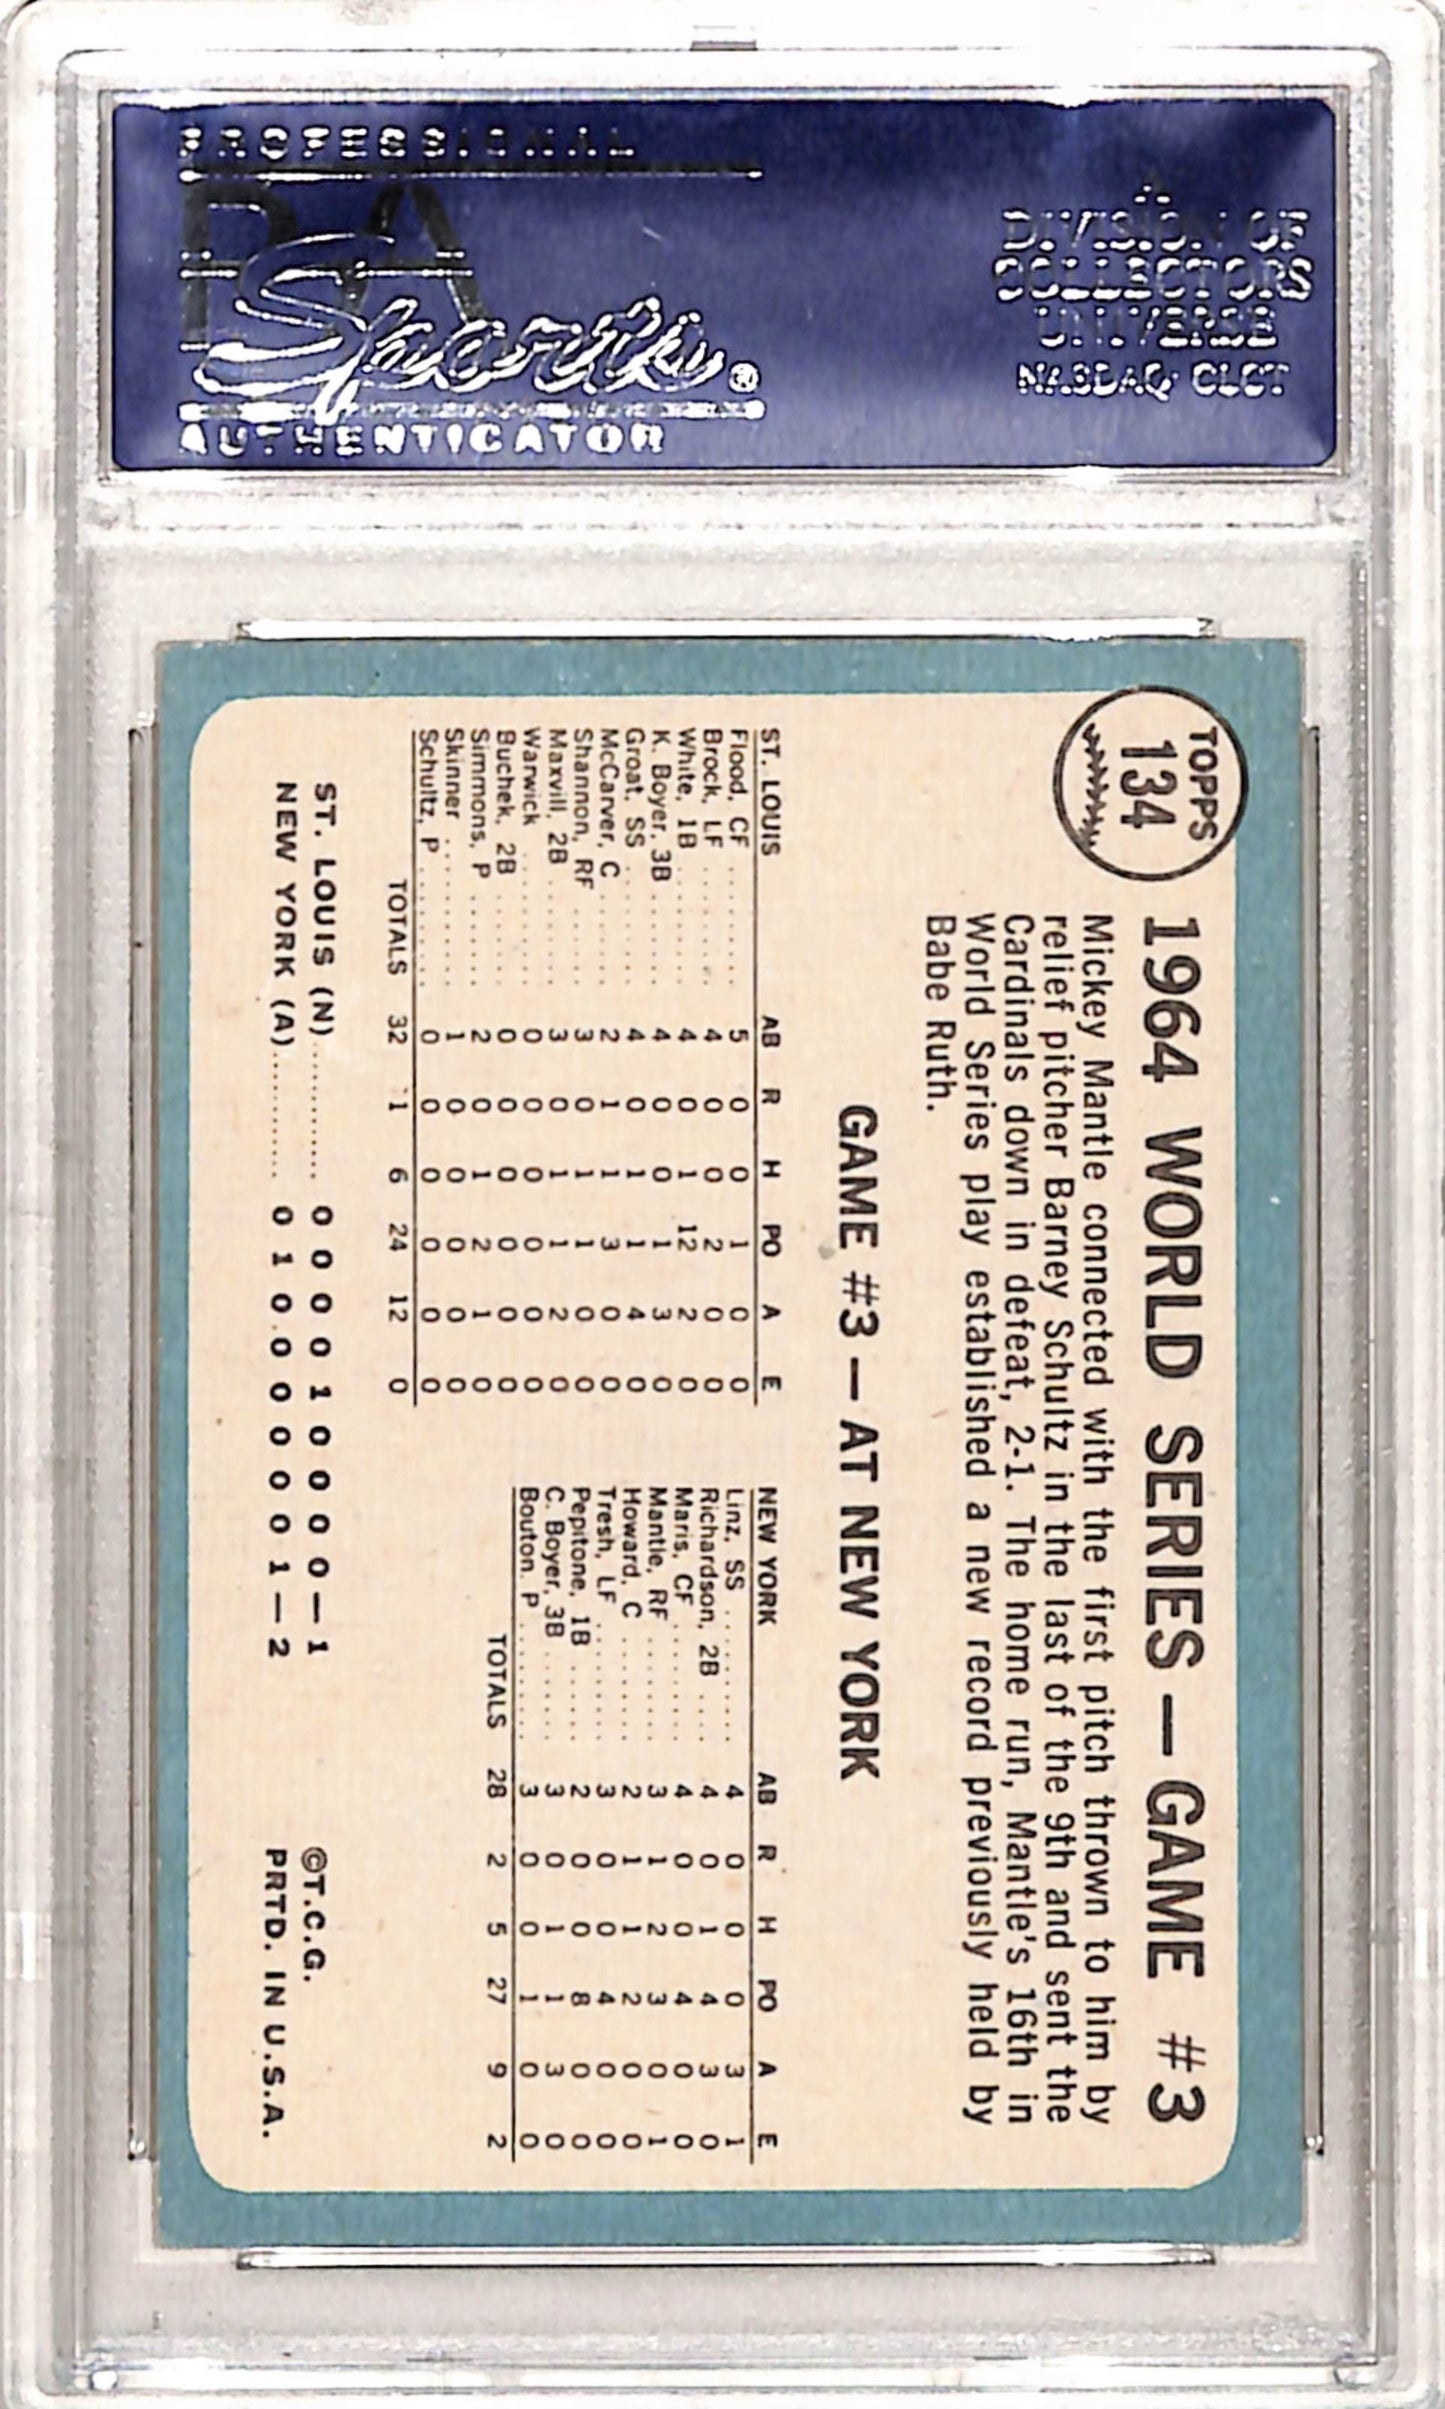 PROFESSIONAL
PSA
Sports®
AUTHENTICATOR
A
DIVISION OF
COLLECTORS
UNIVERSE
NASDAQ: CLCT
TOPPS
134
1964 WORLD SERIES — GAME #3
Mickey Mantle connected with the first pitch thrown to him by
relief pitcher Barney Schultz in the last of the 9th and sent the
Cardinals down in defeat, 2-1. The home run, Mantle's 16th in
World Series play established a new record previously held by
Babe Ruth.
GAME #3 — AT NEW YORK
ST. LOUIS AB R H PO A E
Flood, CF ......... 5 0 0 1 0 0
Brock, LF ......... 4 0 0 2 0 0
White, 1B ......... 4 0 1 12 2 0
K. Boyer, 3B ...... 4 0 0 1 3 0
Groat, SS ......... 4 0 1 1 4 0
McCarver, C ....... 2 1 1 3 0 0
Shannon, RF ....... 3 0 1 1 0 0
Maxvill, 2B ....... 3 0 1 1 2 0
Warwick ........... 0 0 0 0 0 0
Buchek, 2B ........ 0 0 0 0 0 0
Simmons, P ........ 2 0 1 2 1 0
Skinner ........... 1 0 0 0 0 0
Schultz, P ........ 0 0 0 0 0 0
TOTALS 32 1 6 24 12 0
NEW YORK AB R H PO A E
Linz, SS .......... 4 0 0 0 3 1
Richardson, 2B .... 4 0 1 4 3 0
Maris, CF ......... 4 0 0 4 0 0
Mantle, RF ........ 3 1 2 3 0 1
Howard, C ......... 2 1 1 2 0 0
Tresh, LF ......... 3 0 0 4 0 0
Pepitone, 1B ...... 2 0 0 8 0 0
C. Boyer, 3B ...... 3 0 1 1 3 0
Bouton, P ......... 3 0 0 1 0 0
TOTALS 28 2 5 27 9 2
ST. LOUIS (N) ............ 0 0 0 0 1 0 0 0 0 — 1
NEW YORK (A) ............ 0 1 0 0 0 0 0 0 1 — 2
©T.C.G.
PRTD. IN U.S.A.